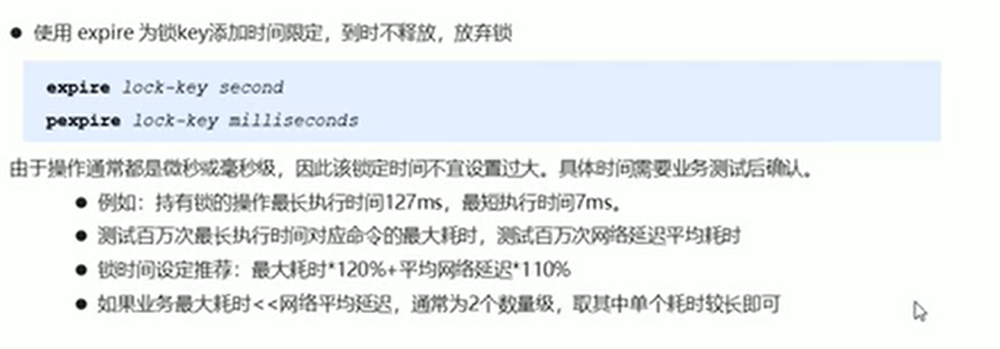 ● 使用 expire 为锁key添加时间限定，到时不释放，放弃锁
expire lock-key second
pexpire lock-key milliseconds
由于操作通常都是微秒或毫秒级，因此该锁定时间不宜设置过大。具体时间需要业务测试后确认。
● 例如：持有锁的操作最长执行时间127ms，最短执行时间7ms。
● 测试百万次最长执行时间对应命令的最大耗时，测试百万次网络延迟平均耗时
● 锁时间设定推荐：最大耗时*120%+平均网络延迟*110%
● 如果业务最大耗时<<网络平均延迟，通常为2个数量级，取其中单个耗时较长即可